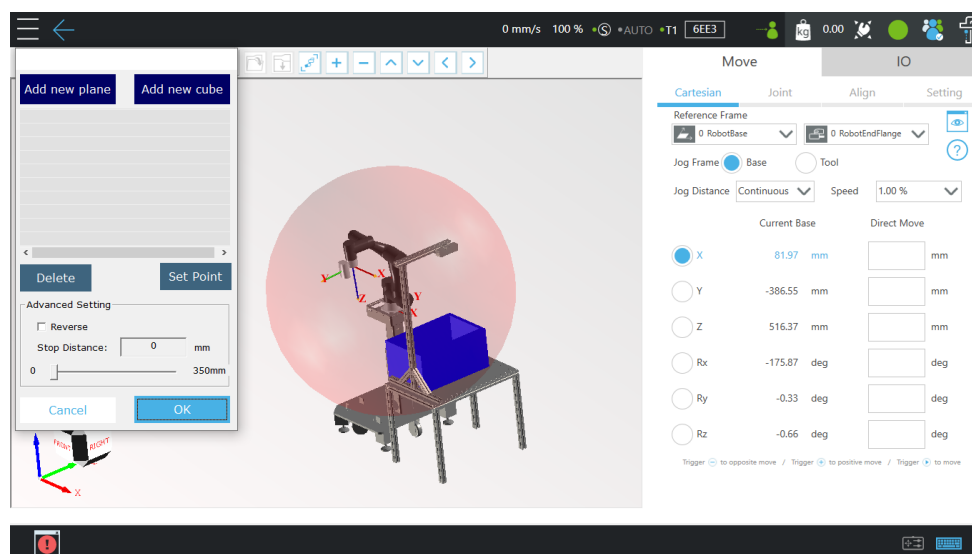 0 mm/s 100 % •Ⓢ •AUTO •T1 6EE3 kg 0.00
Add new plane Add new cube
Delete Set Point
Advanced Setting
Reverse
Stop Distance: 0 mm
0 350mm
Cancel OK
FRONT RIGHT
X
Y X
Z Y
X
Move IO
Cartesian Joint Align Setting
Reference Frame
0 RobotBase 0 RobotEndFlange
?
Jog Frame Base Tool
Jog Distance Continuous Speed 1.00 %
Current Base Direct Move
X 81.97 mm mm
Y -386.55 mm mm
Z 516.37 mm mm
Rx -175.87 deg deg
Ry -0.33 deg deg
Rz -0.66 deg deg
Trigger − to opposite move / Trigger + to positive move / Trigger to move